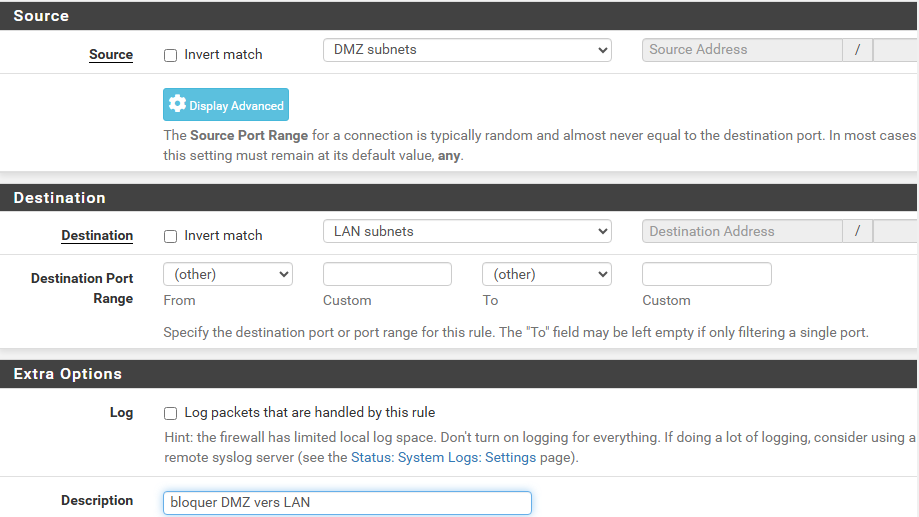 Source
Source Invert match DMZ subnets Source Address /
Display Advanced
The Source Port Range for a connection is typically random and almost never equal to the destination port. In most cases
this setting must remain at its default value, any.
Destination
Destination Invert match LAN subnets Destination Address /
Destination Port Range (other) (other)
From Custom To Custom
Specify the destination port or port range for this rule. The "To" field may be left empty if only filtering a single port.
Extra Options
Log Log packets that are handled by this rule
Hint: the firewall has limited local log space. Don't turn on logging for everything. If doing a lot of logging, consider using a
remote syslog server (see the Status: System Logs: Settings page).
Description bloquer DMZ vers LAN